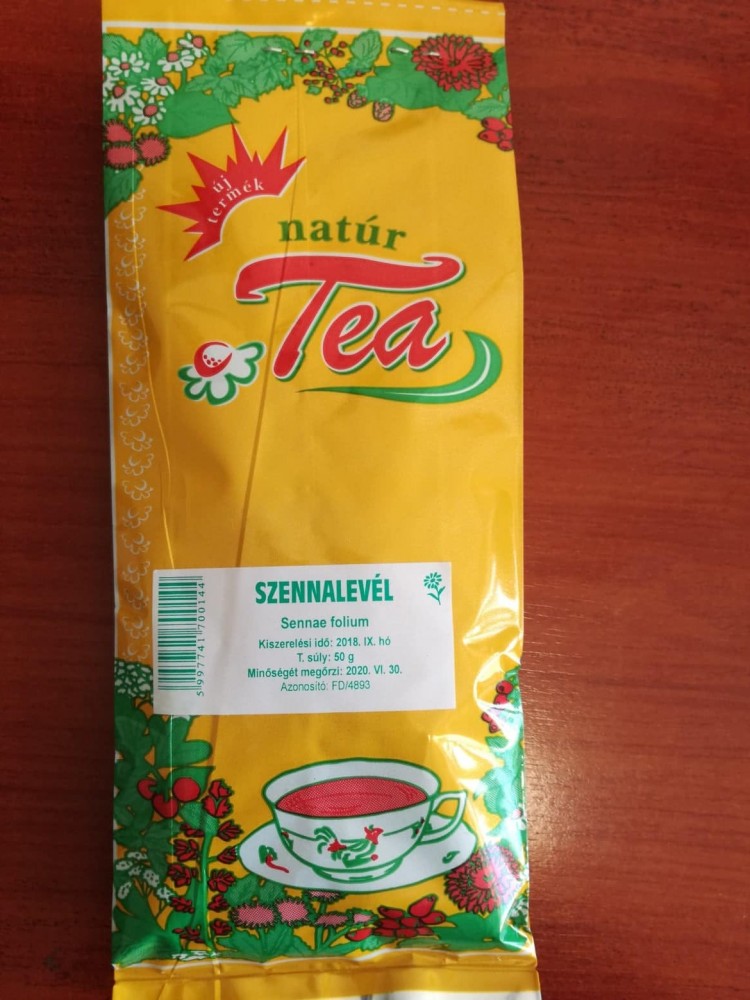 új
termék
natúr
Tea
SZENNALEVÉL
Sennae folium
Kiszerelési idő: 2018. IX. hó
T. súly: 50 g
Minőségét megőrzi: 2020. VI. 30.
Azonosító: FD/4893
5 997741 700144